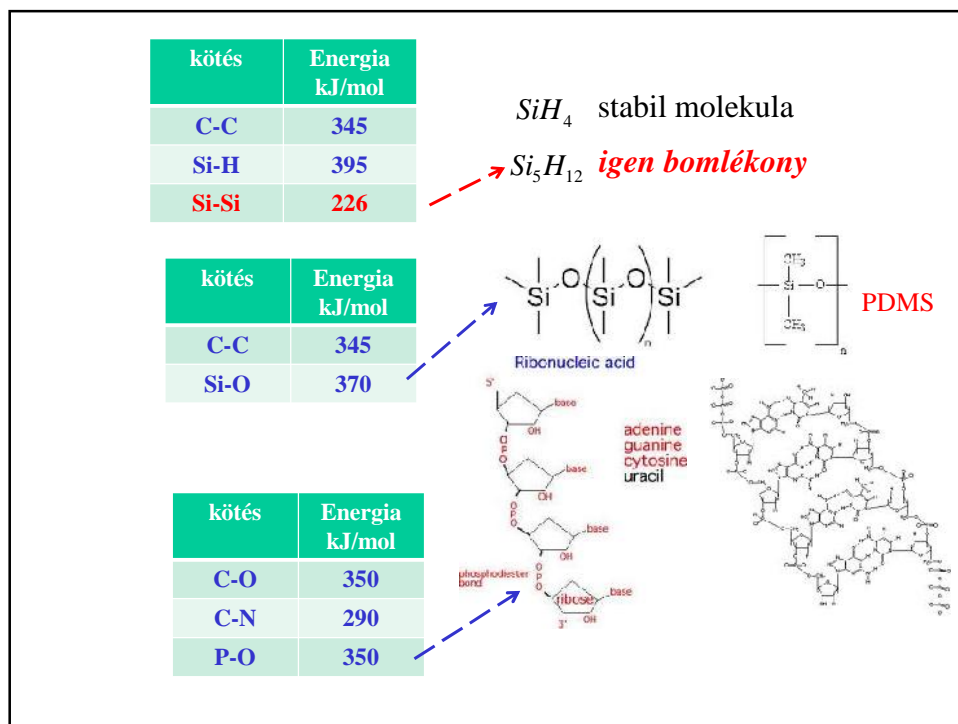 kötés Energia
kJ/mol
C-C 345
Si-H 395
Si-Si 226
SiH4 stabil molekula
Si5H12 igen bomlékony
kötés Energia
kJ/mol
C-C 345
Si-O 370
Si O Si O Si
n
CH3
Si O
CH3
n
PDMS
Ribonucleic acid
5'
base
OH
O
P
O
base
OH
O
P
O
base
OH
phosphodiester
bond
O
P
O
ribose
base
3'
OH
adenine
guanine
cytosine
uracil
kötés Energia
kJ/mol
C-O 350
C-N 290
P-O 350